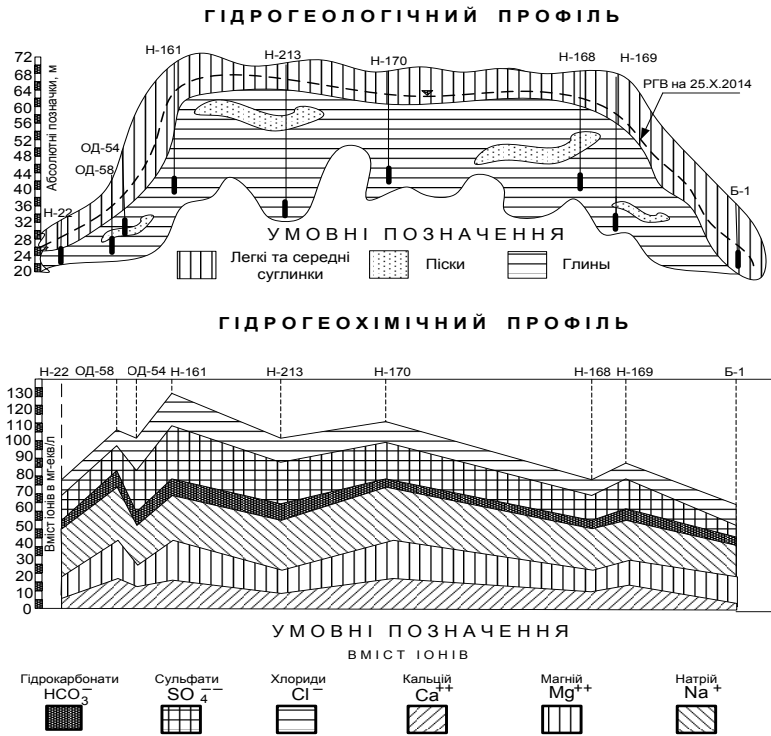 ГІДРОГЕОЛОГІЧНИЙ ПРОФІЛЬ
Н-161
Н-213
Н-170
Н-168
Н-169
РГВ на 25.X.2014
72
68
64
60
56
52
48
44
40
36
32
28
24
20
Абсолютні позначки, м
ОД-54
ОД-58
Н-22
Б-1
УМОВНІ ПОЗНАЧЕННЯ
Легкі та середні
суглинки
Піски
Глины
ГІДРОГЕОХІМІЧНИЙ ПРОФІЛЬ
Н-22 ОД-58 ОД-54 Н-161 Н-213 Н-170 Н-168 Н-169 Б-1
130
120
110
100
90
80
70
60
50
40
30
20
10
0
Вміст іонів в мг-екв/л
УМОВНІ ПОЗНАЧЕННЯ
ВМІСТ ІОНІВ
Гідрокарбонати Сульфати Хлориди Кальцій Магній Натрій
HCO3− SO4−− Cl− Ca++ Mg++ Na+